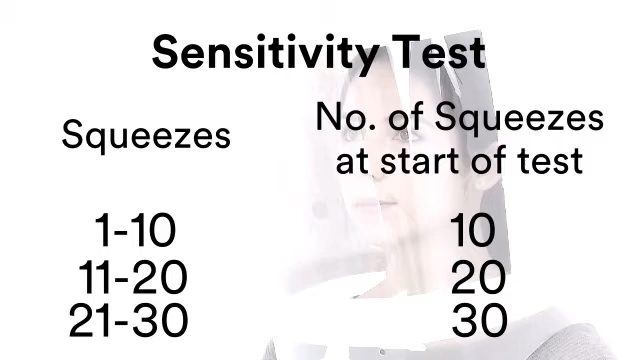 Sensitivity Test
Squeezes
No. of Squeezes
at start of test
1-10 10
11-20 20
21-30 30